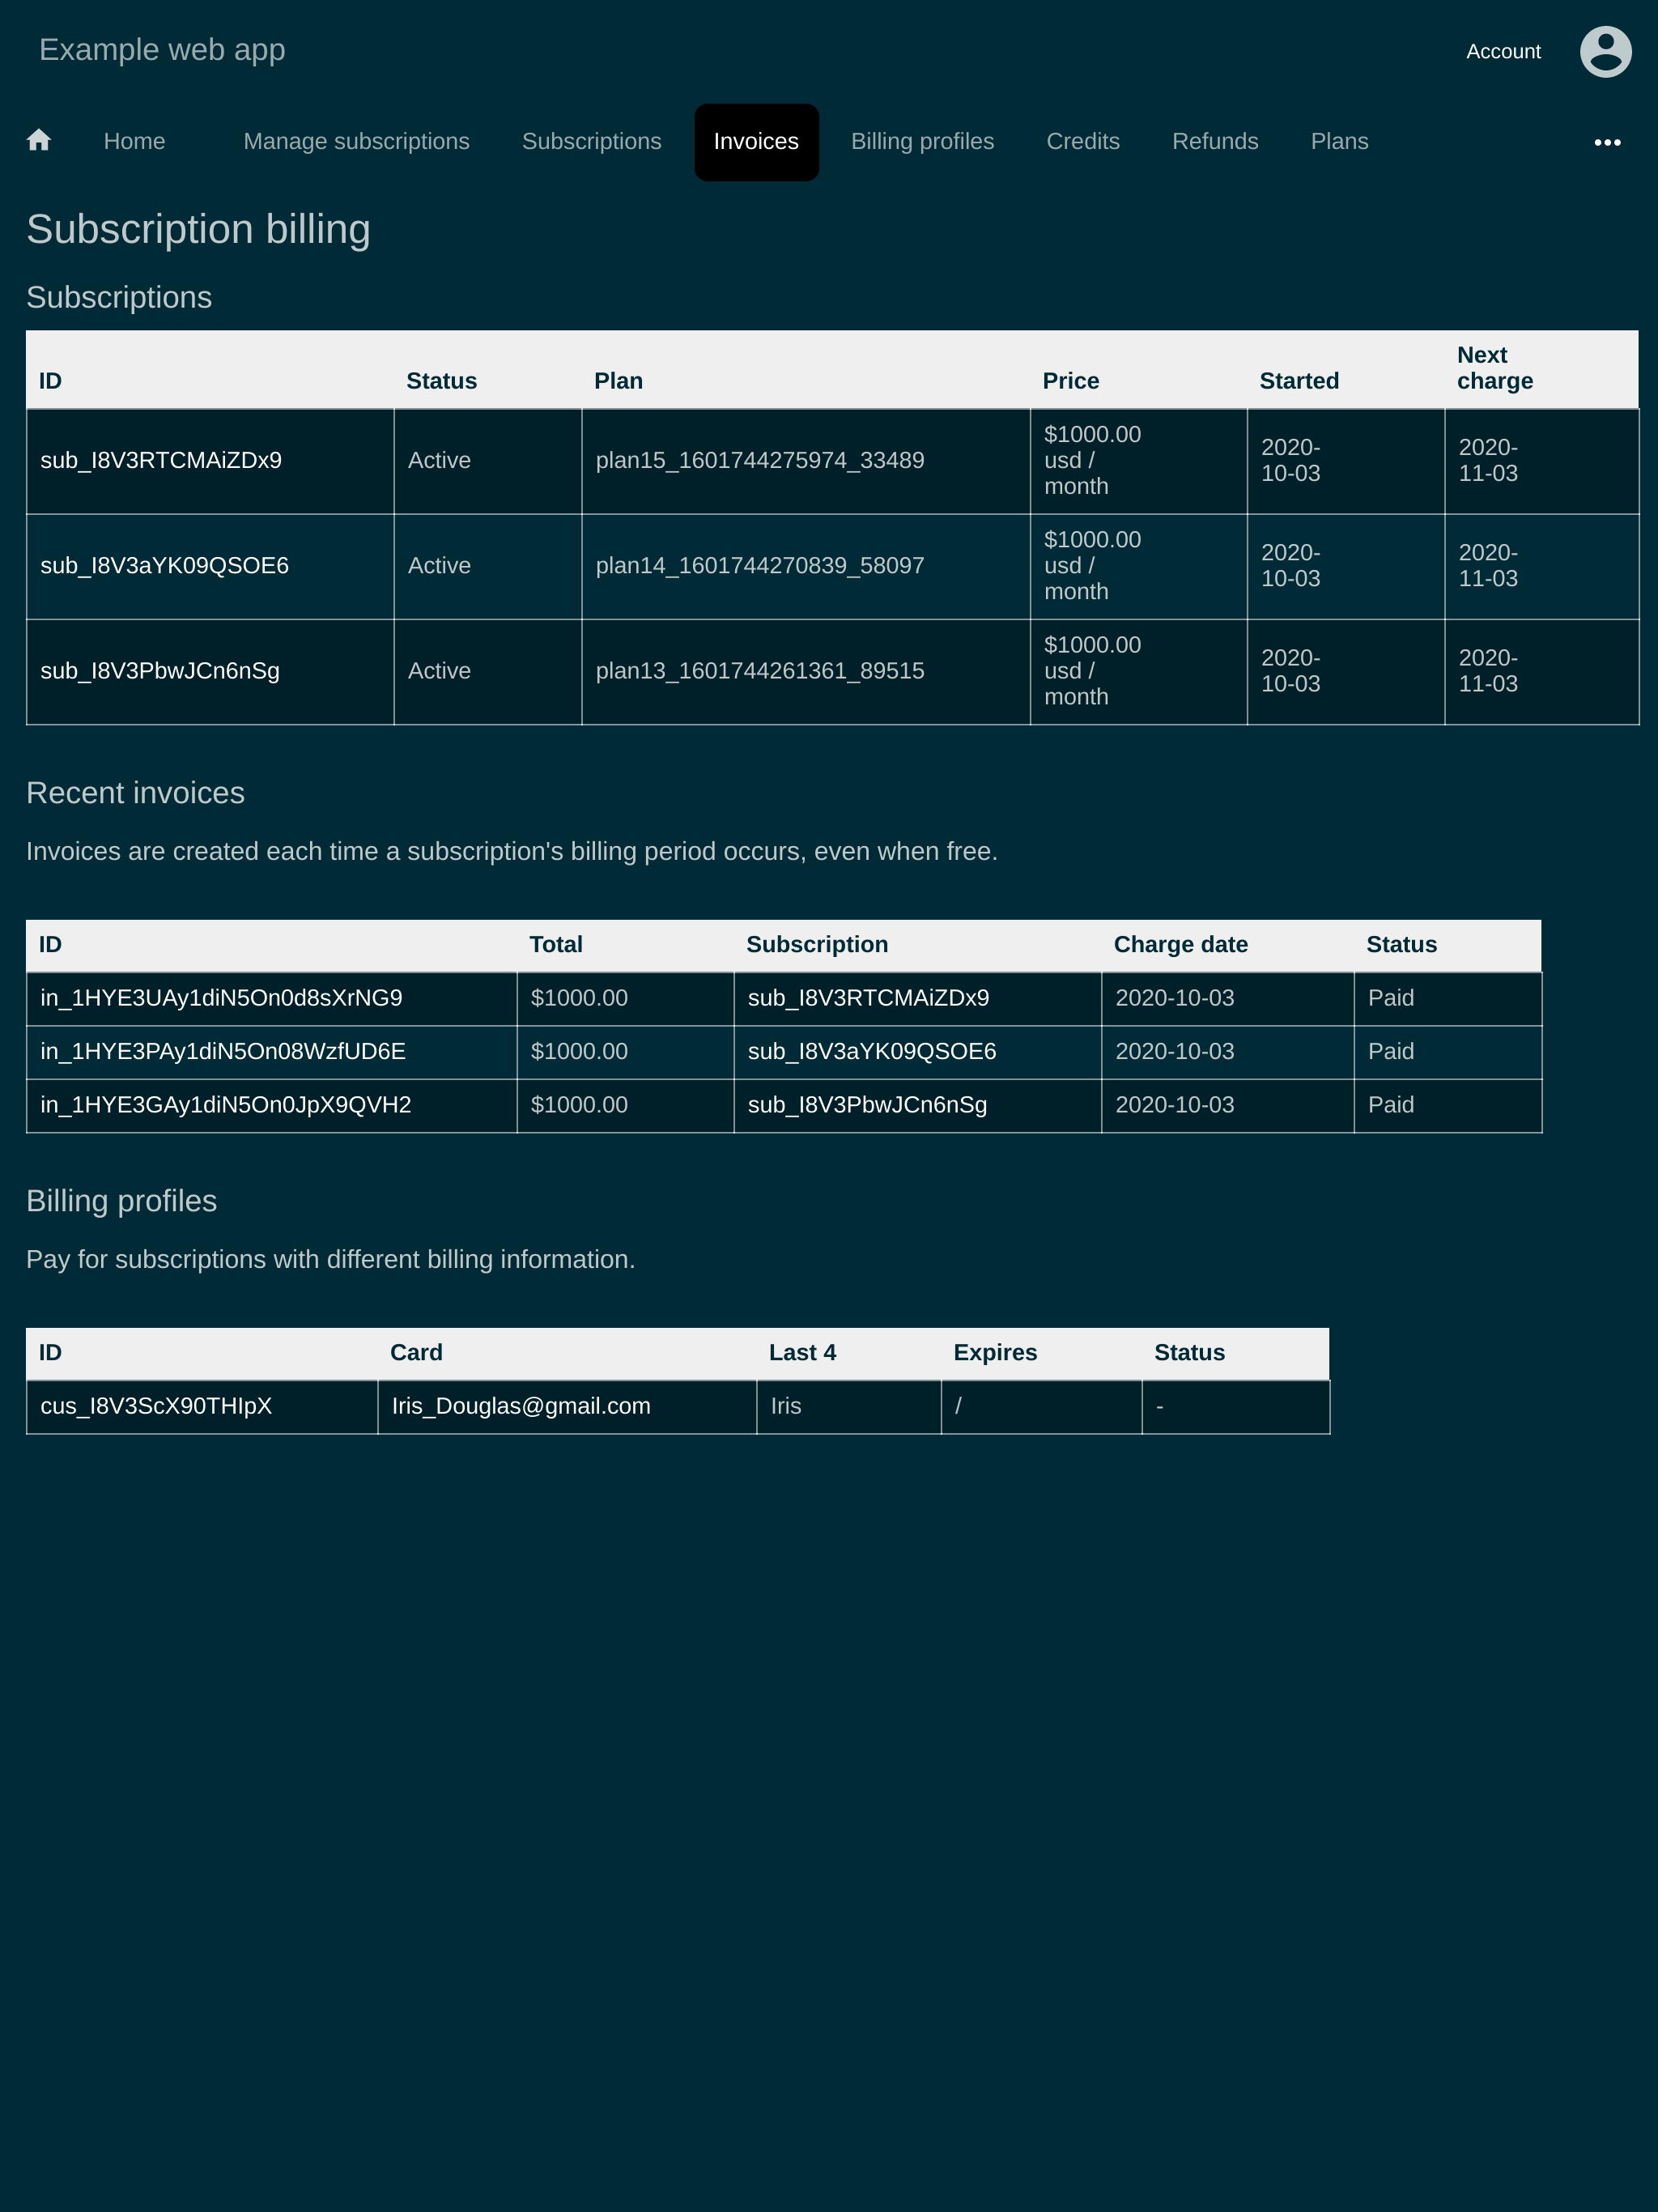 Example web app
Account
Home Manage subscriptions Subscriptions Invoices Billing profiles Credits Refunds Plans
Subscription billing
Subscriptions
ID Status Plan Price Started Next charge
sub_I8V3RTCMAiZDx9 Active plan15_1601744275974_33489 $1000.00 usd / month 2020-10-03 2020-11-03
sub_I8V3aYK09QSOE6 Active plan14_1601744270839_58097 $1000.00 usd / month 2020-10-03 2020-11-03
sub_I8V3PbwJCn6nSg Active plan13_1601744261361_89515 $1000.00 usd / month 2020-10-03 2020-11-03
Recent invoices
Invoices are created each time a subscription's billing period occurs, even when free.
ID Total Subscription Charge date Status
in_1HYE3UAy1diN5On0d8sXrNG9 $1000.00 sub_I8V3RTCMAiZDx9 2020-10-03 Paid
in_1HYE3PAy1diN5On08WzfUD6E $1000.00 sub_I8V3aYK09QSOE6 2020-10-03 Paid
in_1HYE3GAy1diN5On0JpX9QVH2 $1000.00 sub_I8V3PbwJCn6nSg 2020-10-03 Paid
Billing profiles
Pay for subscriptions with different billing information.
ID Card Last 4 Expires Status
cus_I8V3ScX90THIpX Iris_Douglas@gmail.com Iris / -